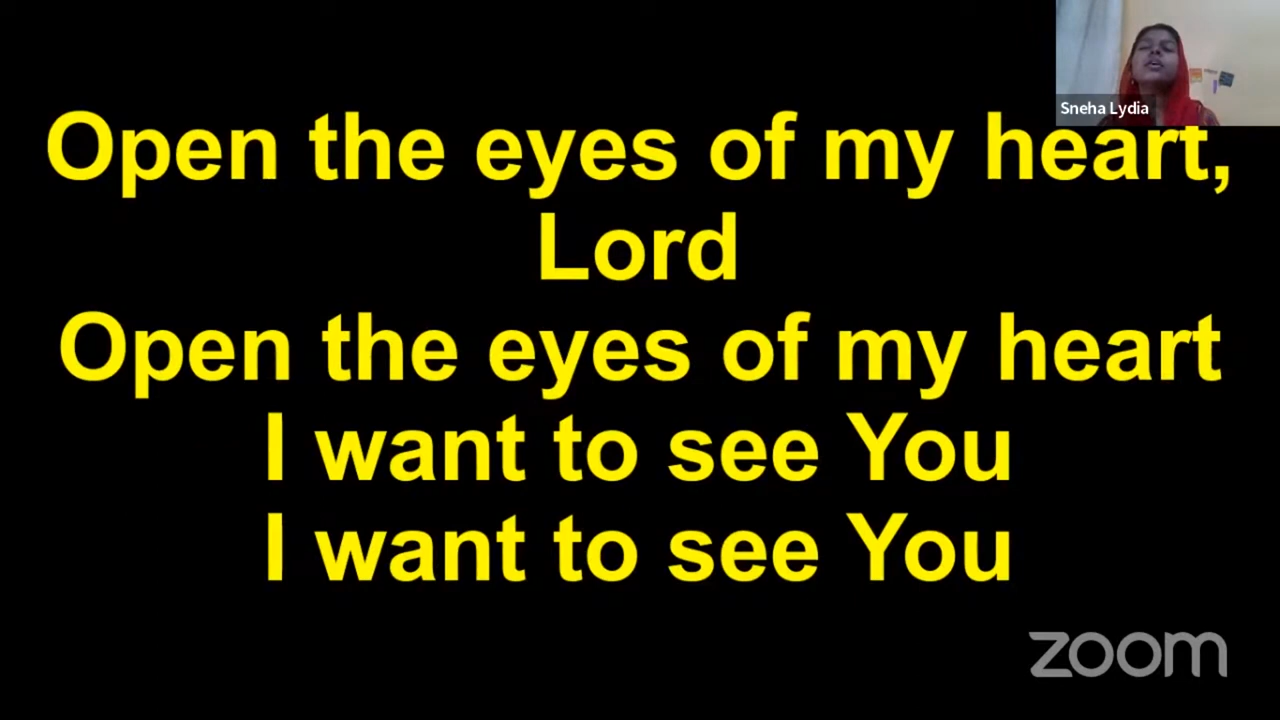 Sneha Lydia
Open the eyes of my heart,
Lord
Open the eyes of my heart
I want to see You
I want to see You
zoom